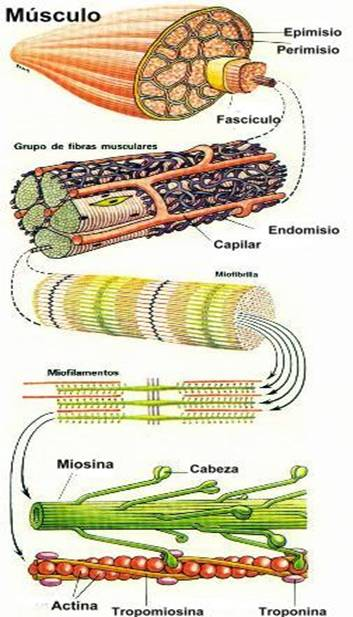 Músculo
Epimisio
Perimisio
Fascículo
Grupo de fibras musculares
Endomisio
Capilar
Miofibrilla
Miofilamentos
Miosina
Cabeza
Actina
Tropomiosina
Troponina